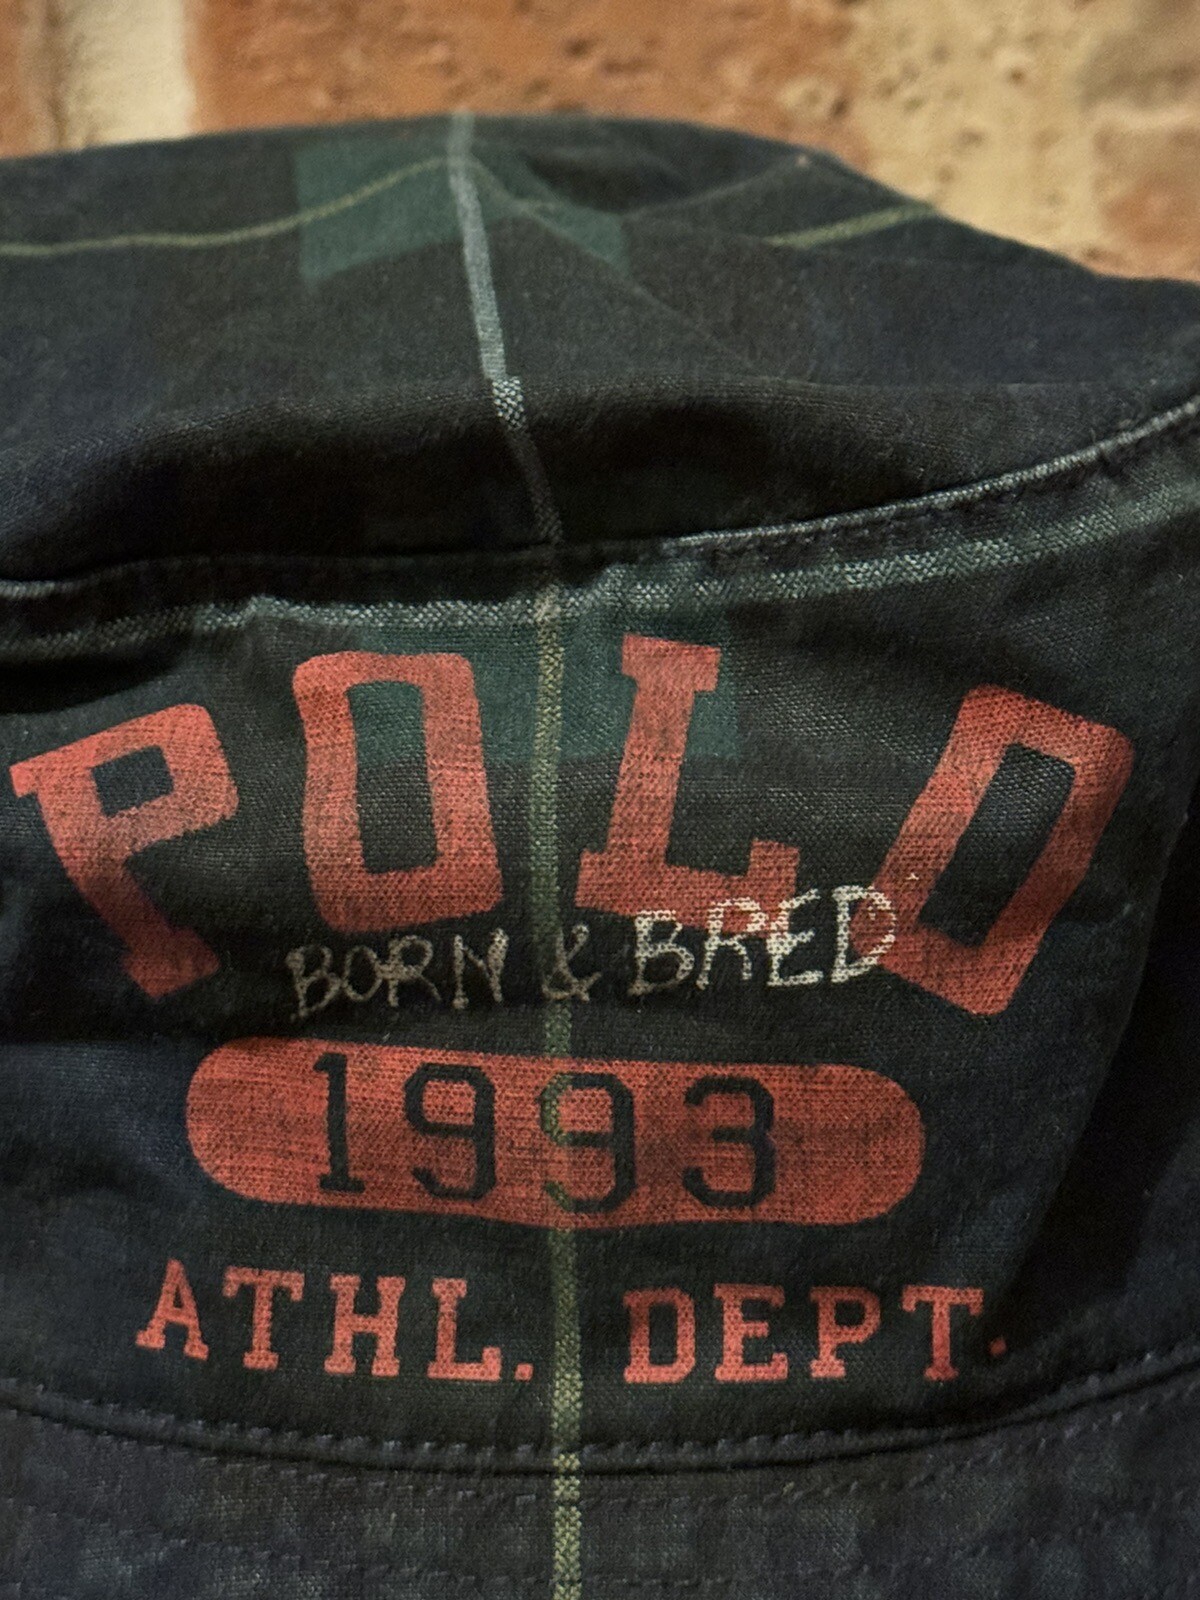 POLO
BORN & BRED
1993
ATHL. DEPT.